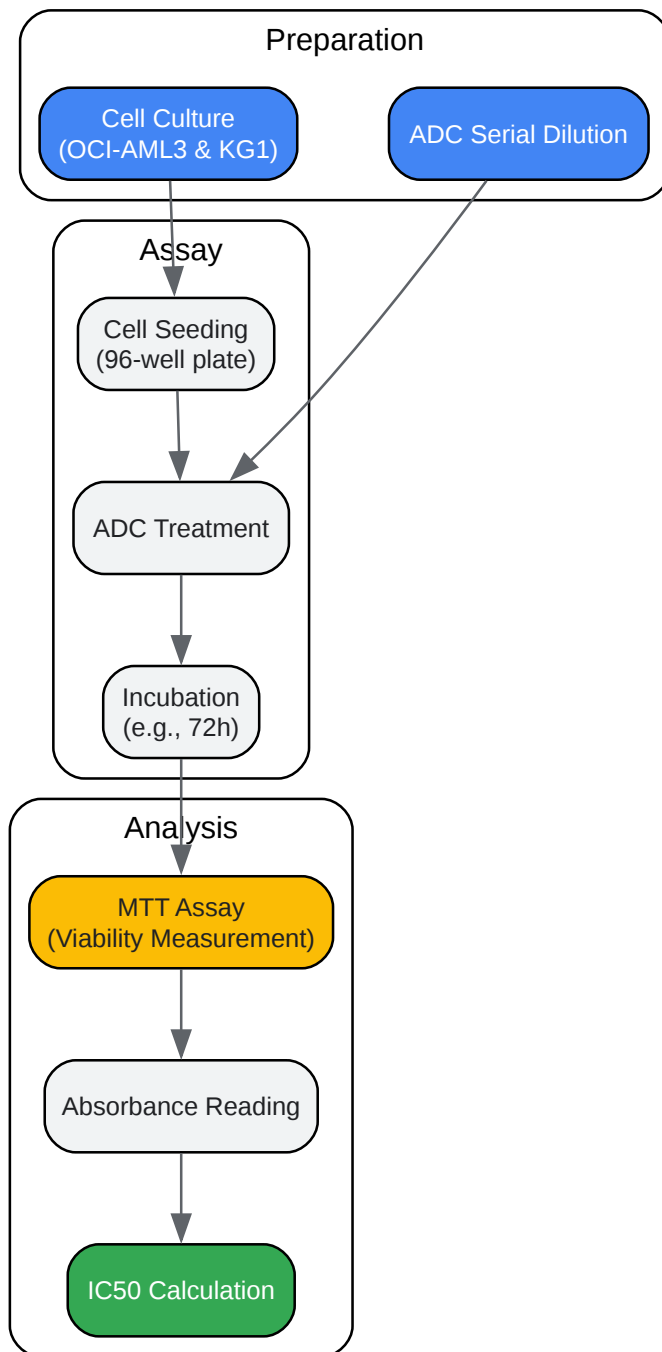 Preparation
Cell Culture
(OCI-AML3 & KG1)
ADC Serial Dilution
Assay
Cell Seeding
(96-well plate)
ADC Treatment
Incubation
(e.g., 72h)
Analysis
MTT Assay
(Viability Measurement)
Absorbance Reading
IC50 Calculation